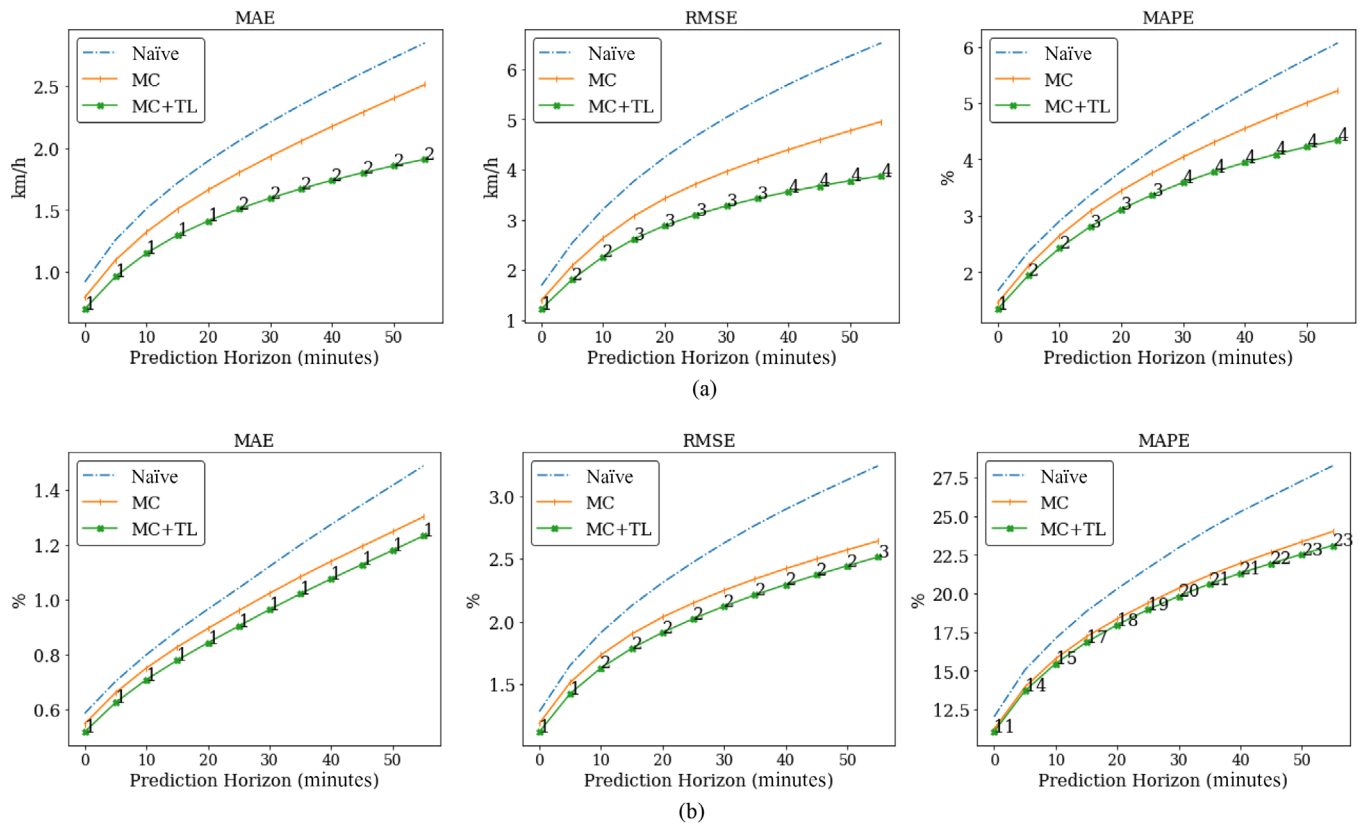 MAE
RMSE
MAPE
Naïve
MC
MC+TL
Naïve
MC
MC+TL
Naïve
MC
MC+TL
km/h
2.5
2.0
1.5
1.0
1 1 1 1 1 2 2 2 2 2 2 2
0 10 20 30 40 50
Prediction Horizon (minutes)
km/h
6
5
4
3
2
1
1 2 2 3 3 3 3 3 4 4 4 4
0 10 20 30 40 50
Prediction Horizon (minutes)
%
6
5
4
3
2
1 2 2 3 3 3 4 4 4 4 4 4
0 10 20 30 40 50
Prediction Horizon (minutes)
(a)
MAE
RMSE
MAPE
Naïve
MC
MC+TL
Naïve
MC
MC+TL
Naïve
MC
MC+TL
%
1.4
1.2
1.0
0.8
0.6
1 1 1 1 1 1 1 1 1 1 1 1
0 10 20 30 40 50
Prediction Horizon (minutes)
%
3.0
2.5
2.0
1.5
1 1 2 2 2 2 2 2 2 2 2 3
0 10 20 30 40 50
Prediction Horizon (minutes)
%
27.5
25.0
22.5
20.0
17.5
15.0
12.5
11 14 15 17 18 19 20 21 21 22 23 23
0 10 20 30 40 50
Prediction Horizon (minutes)
(b)